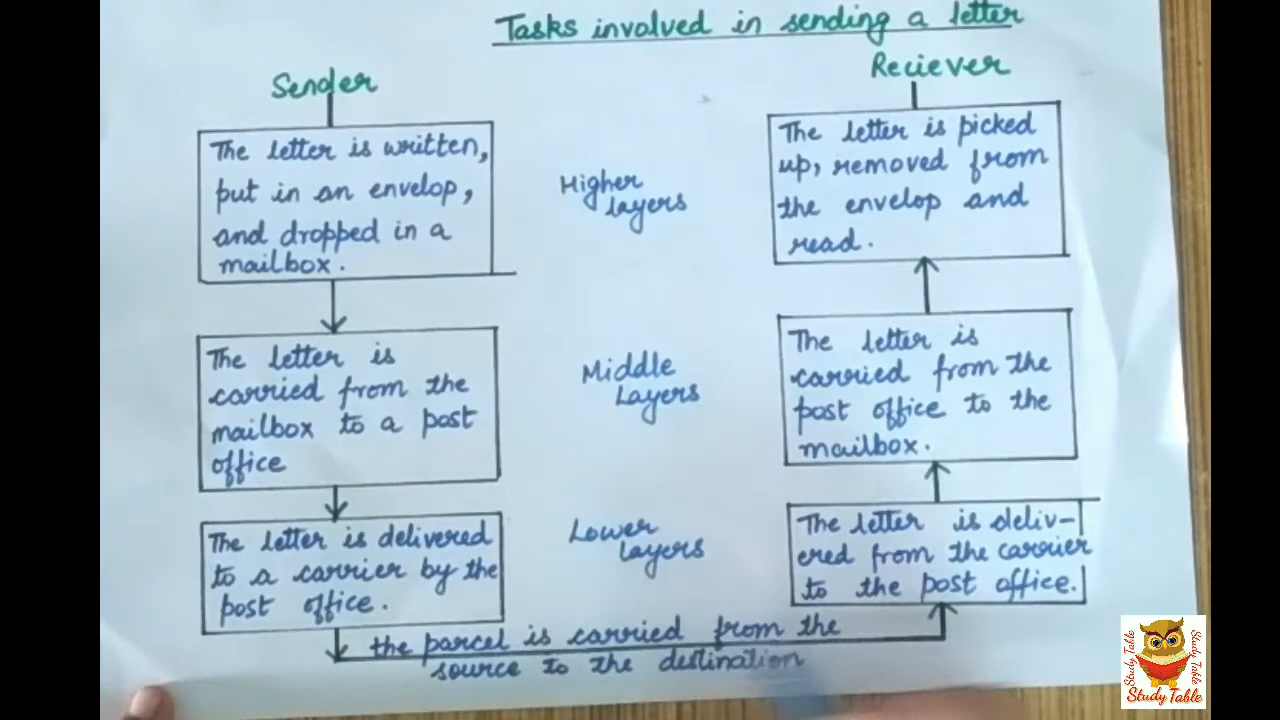 Tasks involved in sending a letter
Sender
Reciever
The letter is written,
put in an envelop,
and dropped in a
mailbox.
Higher
layers
The letter is picked
up, removed from
the envelop and
read.
The letter is
carried from the
mailbox to a post
office
Middle
Layers
The letter is
carried from the
post office to the
mailbox.
The letter is delivered
to a carrier by the
post office.
Lower
layers
The letter is deliv-
ered from the carrier
to the post office.
the parcel is carried from the
source to the destination
Study Table
Study Table
Study Table